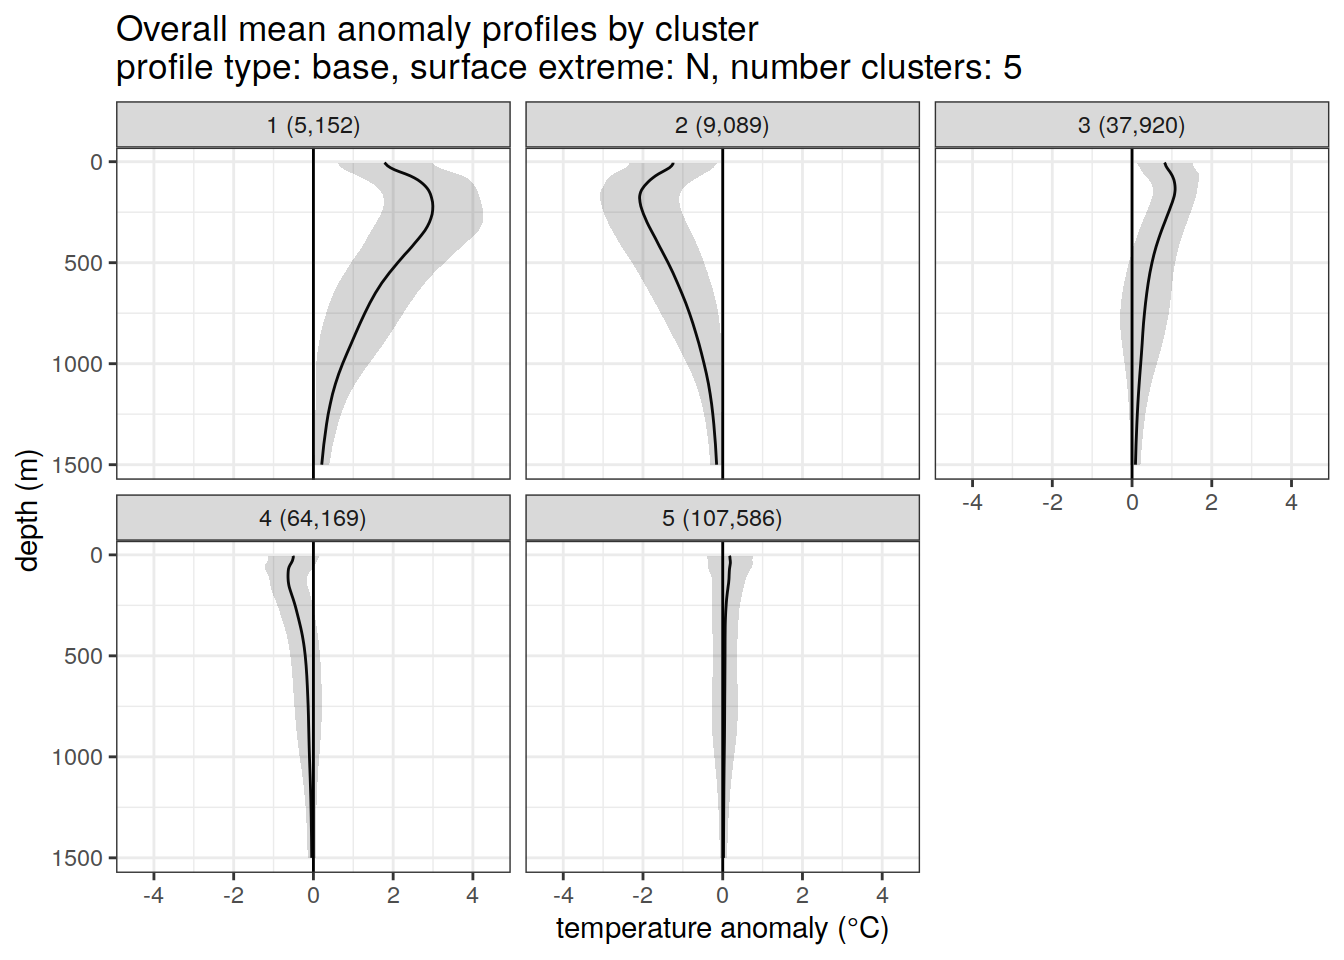 Overall mean anomaly profiles by cluster
profile type: base, surface extreme: N, number clusters: 5
1 (5,152)
2 (9,089)
3 (37,920)
0
500
1000
1500
-4 -2 0 2 4
depth (m)
4 (64,169)
5 (107,586)
0
500
1000
1500
-4 -2 0 2 4
-4 -2 0 2 4
temperature anomaly (°C)